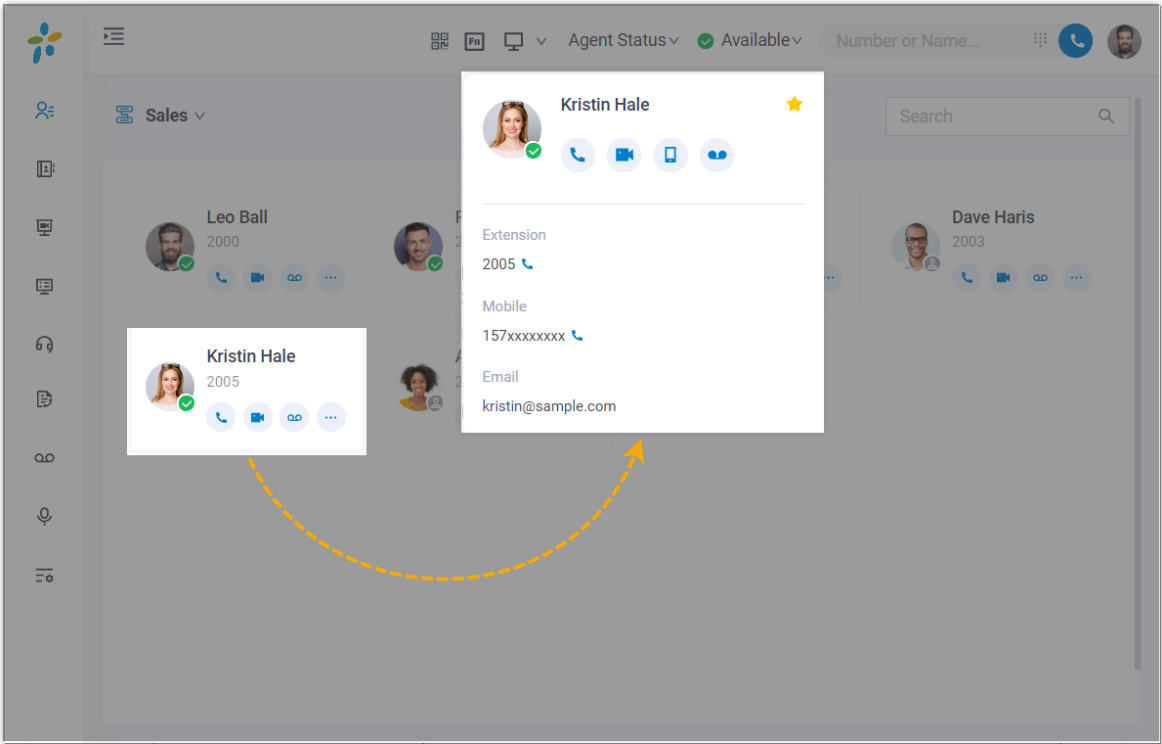 Fn
Agent Status
Available
Number or Name...
Sales
Search
Kristin Hale
Leo Ball
2000
Dave Haris
2003
Extension
2005
Mobile
157xxxxxxxx
Email
kristin@sample.com
Kristin Hale
2005